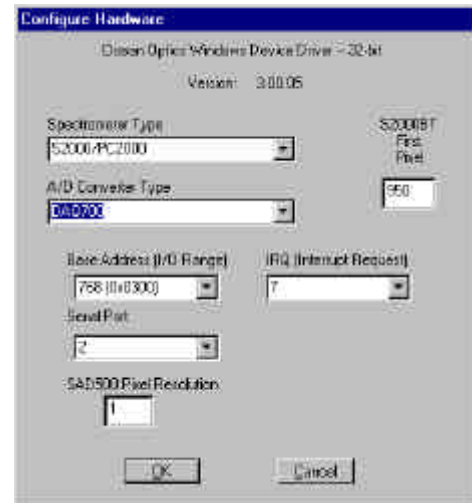 Configure Hardware
Ocean Optics Windows Device Driver - 32-bit
Version: 3.00.05
Spectrometer Type
S2000/PC2000
S2000BT
First
Pixel
950
A/D Converter Type
DAQ700
Base Address (I/O Range)
IRQ (Interrupt Request)
768 (0x0300)
7
Serial Port
2
SAD500 Pixel Resolution
1
OK
Cancel